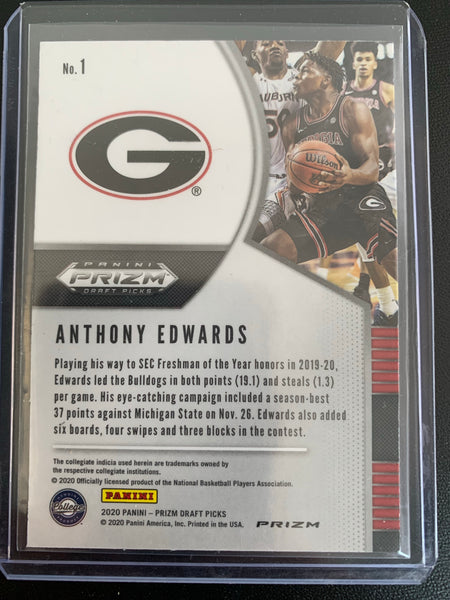 No. 1
G
®
AUBURN
50
GEORGIA
Wilson
G
PANINI
PRIZM
DRAFT PICKS
ANTHONY EDWARDS
Playing his way to SEC Freshman of the Year honors in 2019-20,
Edwards led the Bulldogs in both points (19.1) and steals (1.3)
per game. His eye-catching campaign included a season-best
37 points against Michigan State on Nov. 26. Edwards also added
six boards, four swipes and three blocks in the contest.
The collegiate indicia used herein are trademarks owned by
the respective collegiate institutions.
© 2020 Officially licensed product of the National Basketball Players Association.
College
PANINI
2020 PANINI – PRIZM DRAFT PICKS
© 2020 Panini America, Inc. Printed in the USA.
PRIZM